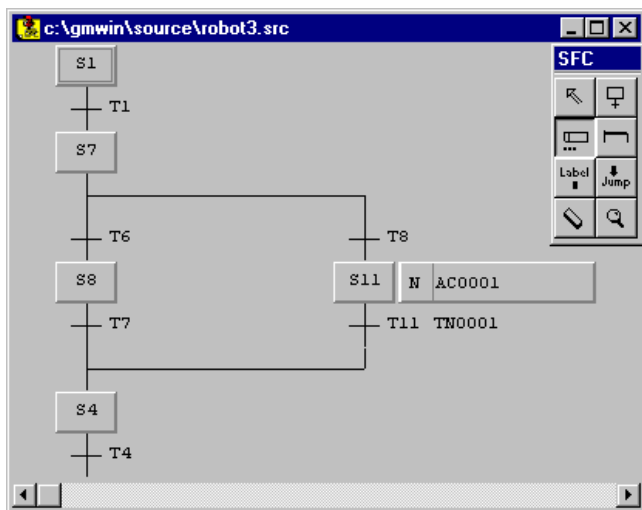 c:\gmwin\source\robot3.src
SFC
S1
T1
S7
Label
Jump
T6
T8
S8
S11 N AC0001
T7
T11 TN0001
S4
T4